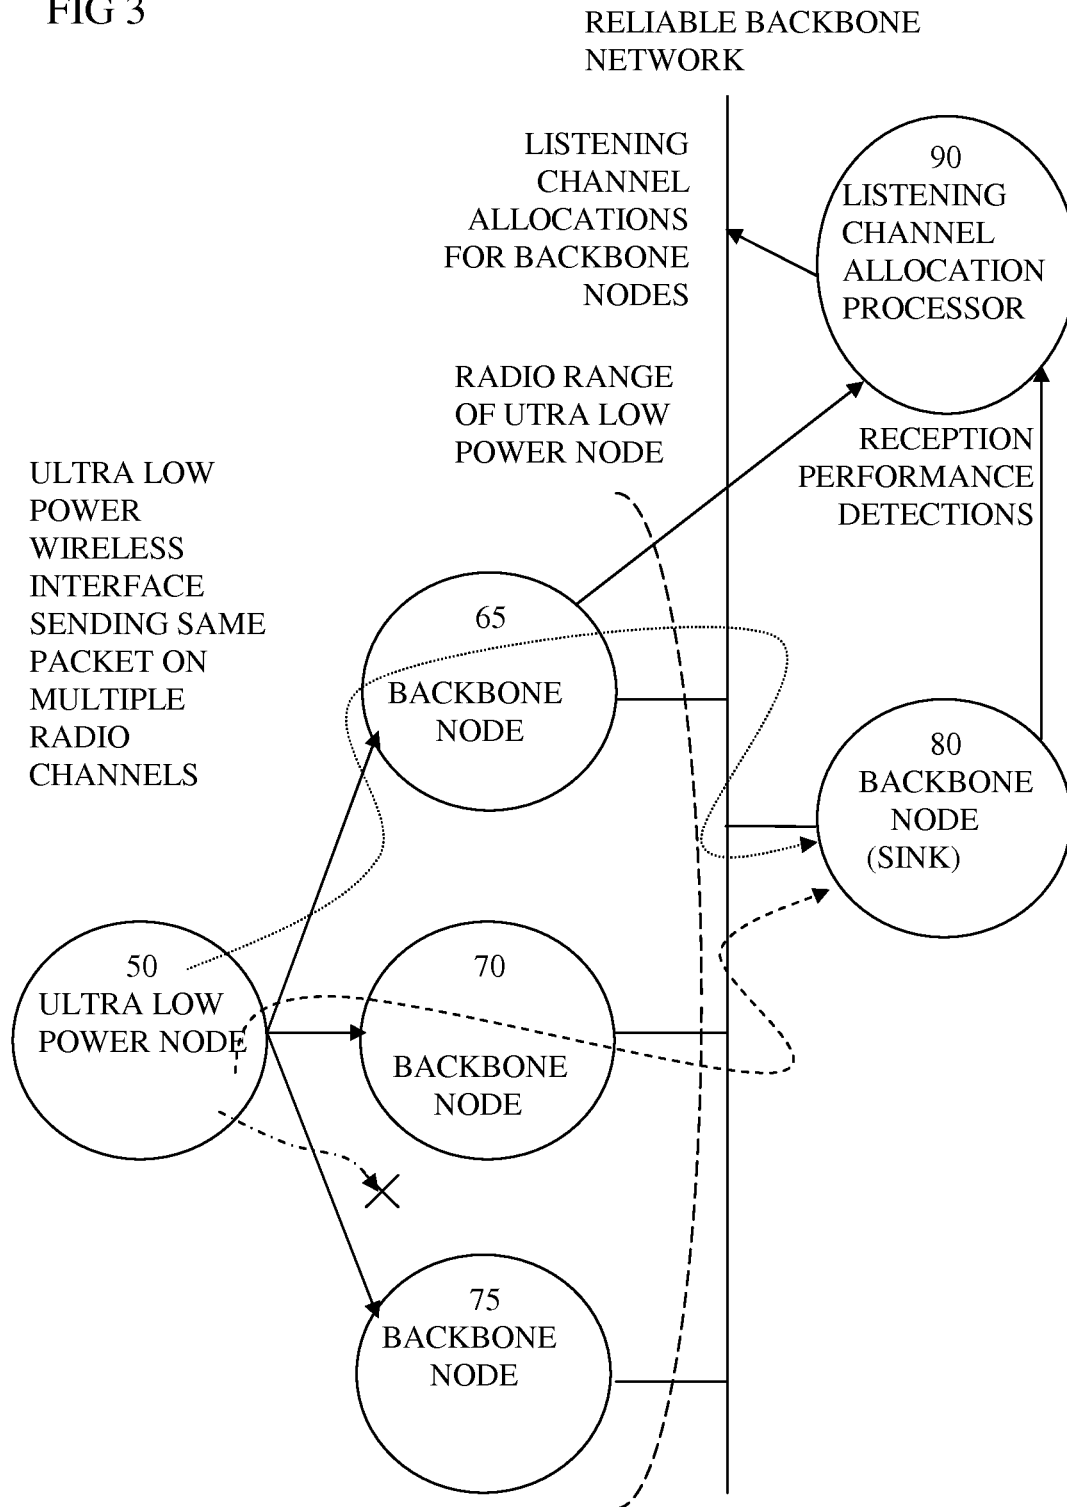 FIG 3
RELIABLE BACKBONE
NETWORK
LISTENING
CHANNEL
ALLOCATIONS
FOR BACKBONE
NODES
90
LISTENING
CHANNEL
ALLOCATION
PROCESSOR
RADIO RANGE
OF UTRA LOW
POWER NODE
RECEPTION
PERFORMANCE
DETECTIONS
ULTRA LOW
POWER
WIRELESS
INTERFACE
SENDING SAME
PACKET ON
MULTIPLE
RADIO
CHANNELS
65
BACKBONE
NODE
80
BACKBONE
NODE
(SINK)
50
ULTRA LOW
POWER NODE
70
BACKBONE
NODE
75
BACKBONE
NODE